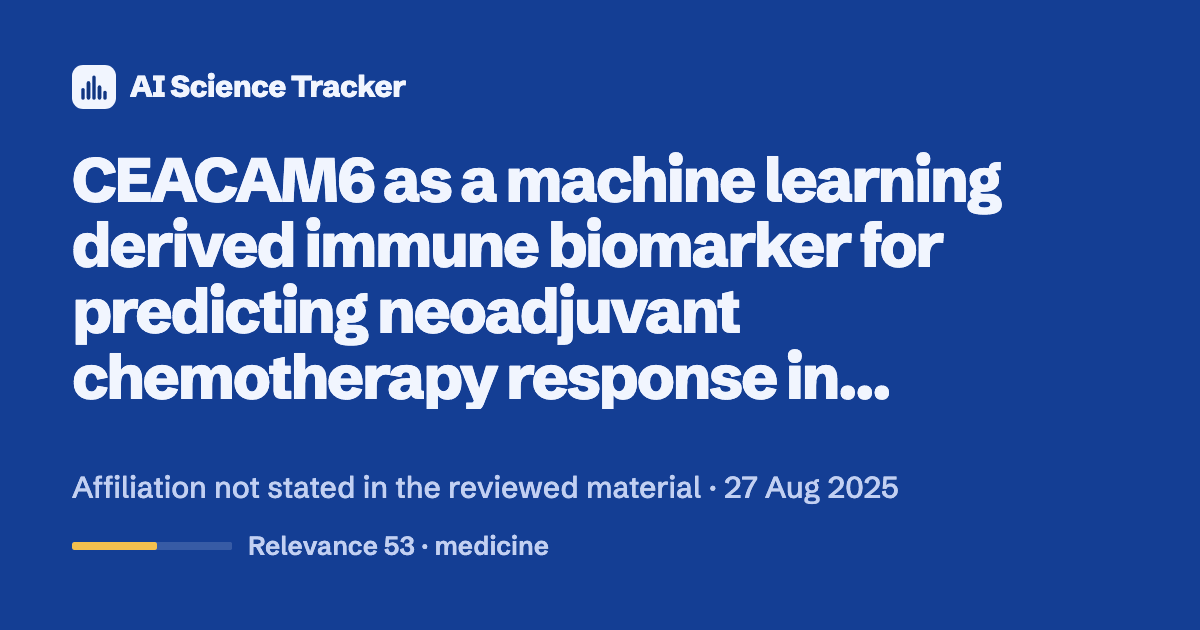 AI Science Tracker
CEACAM6 as a machine learning
derived immune biomarker for
predicting neoadjuvant
chemotherapy response in...
Affiliation not stated in the reviewed material · 27 Aug 2025
Relevance 53 · medicine